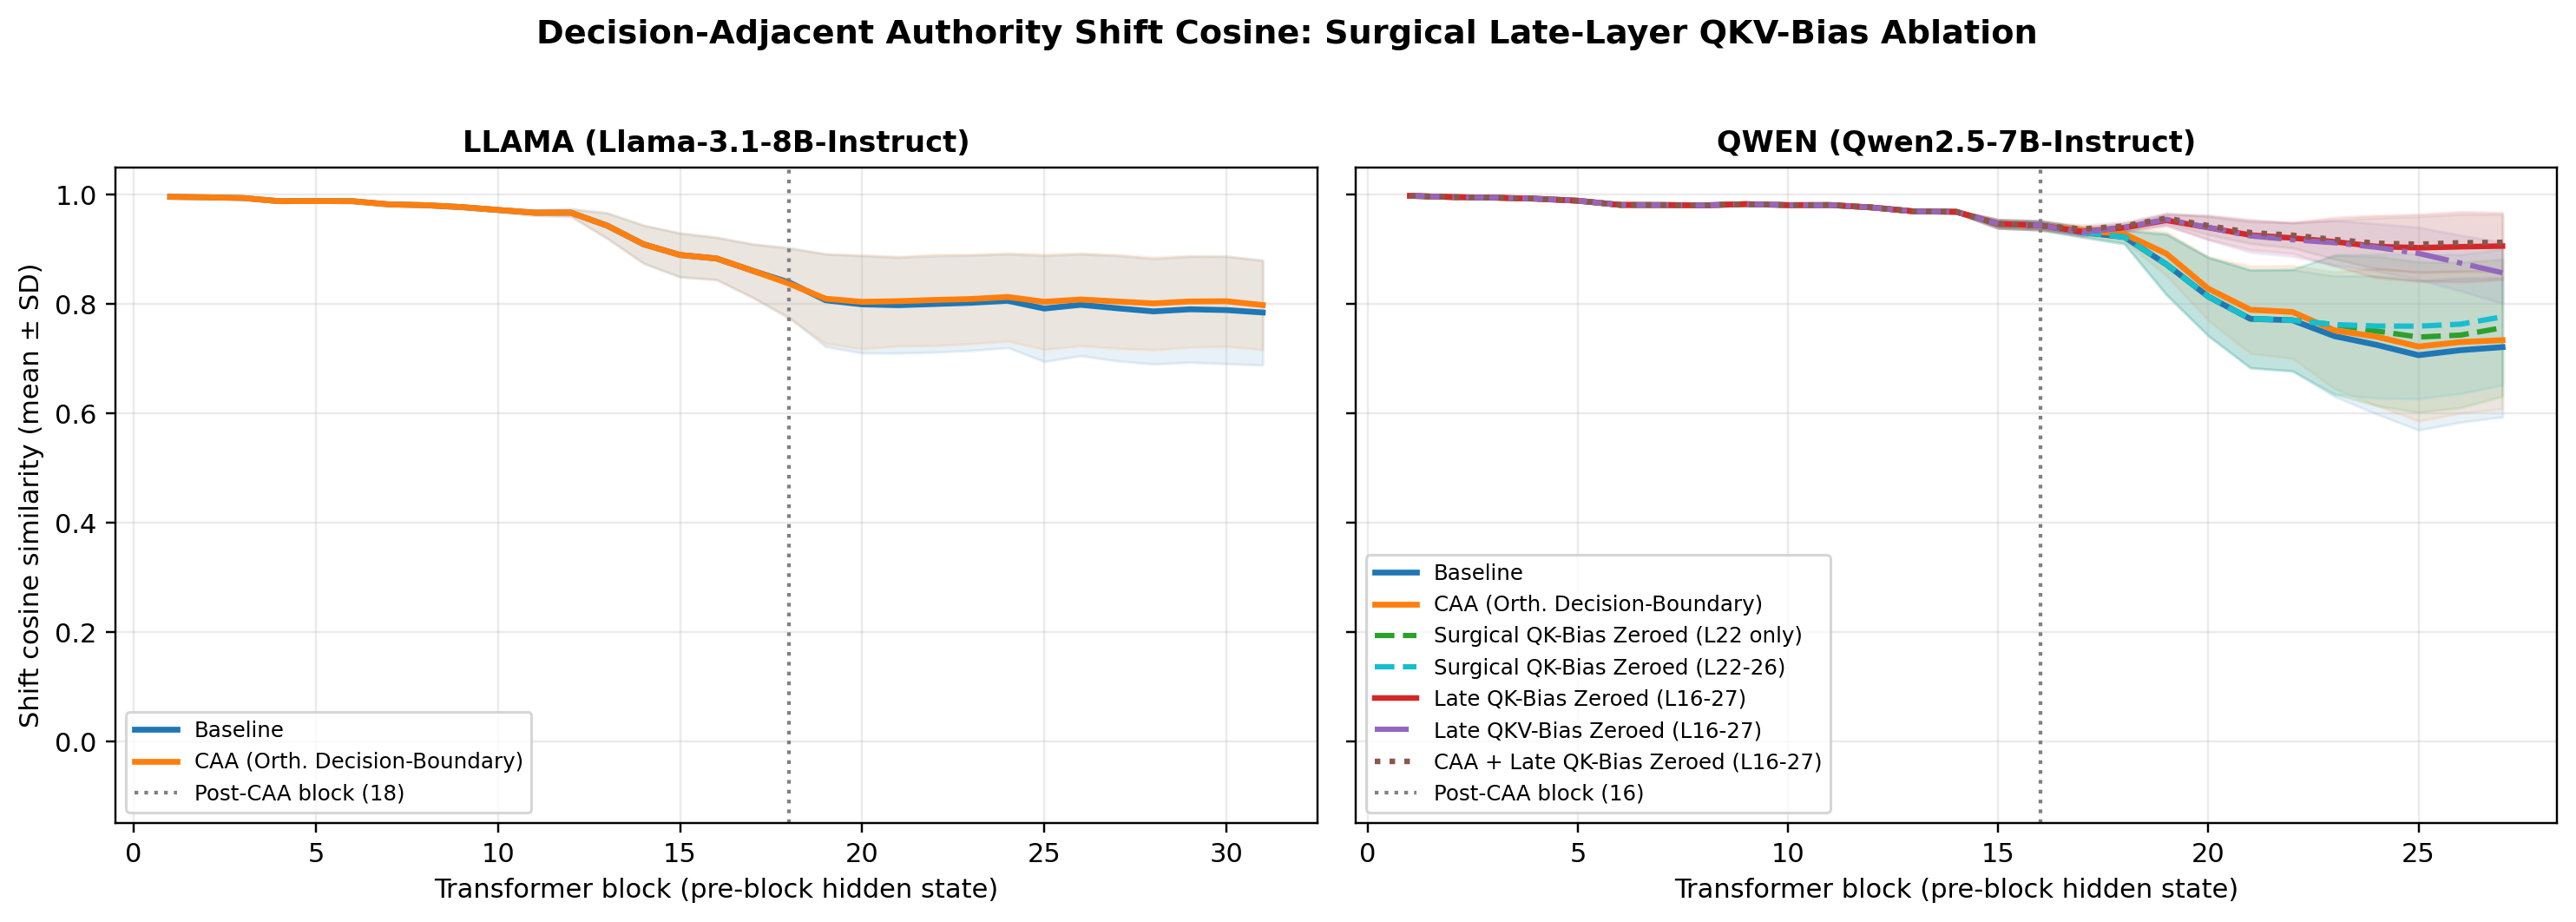 Decision-Adjacent Authority Shift Cosine: Surgical Late-Layer QKV-Bias Ablation
LLAMA (Llama-3.1-8B-Instruct)
Shift cosine similarity (mean ± SD)
1.0
0.8
0.6
0.4
0.2
0.0
Baseline
CAA (Orth. Decision-Boundary)
Post-CAA block (18)
0 5 10 15 20 25 30
Transformer block (pre-block hidden state)
QWEN (Qwen2.5-7B-Instruct)
Baseline
CAA (Orth. Decision-Boundary)
Surgical QK-Bias Zeroed (L22 only)
Surgical QK-Bias Zeroed (L22-26)
Late QK-Bias Zeroed (L16-27)
Late QKV-Bias Zeroed (L16-27)
CAA + Late QK-Bias Zeroed (L16-27)
Post-CAA block (16)
0 5 10 15 20 25
Transformer block (pre-block hidden state)